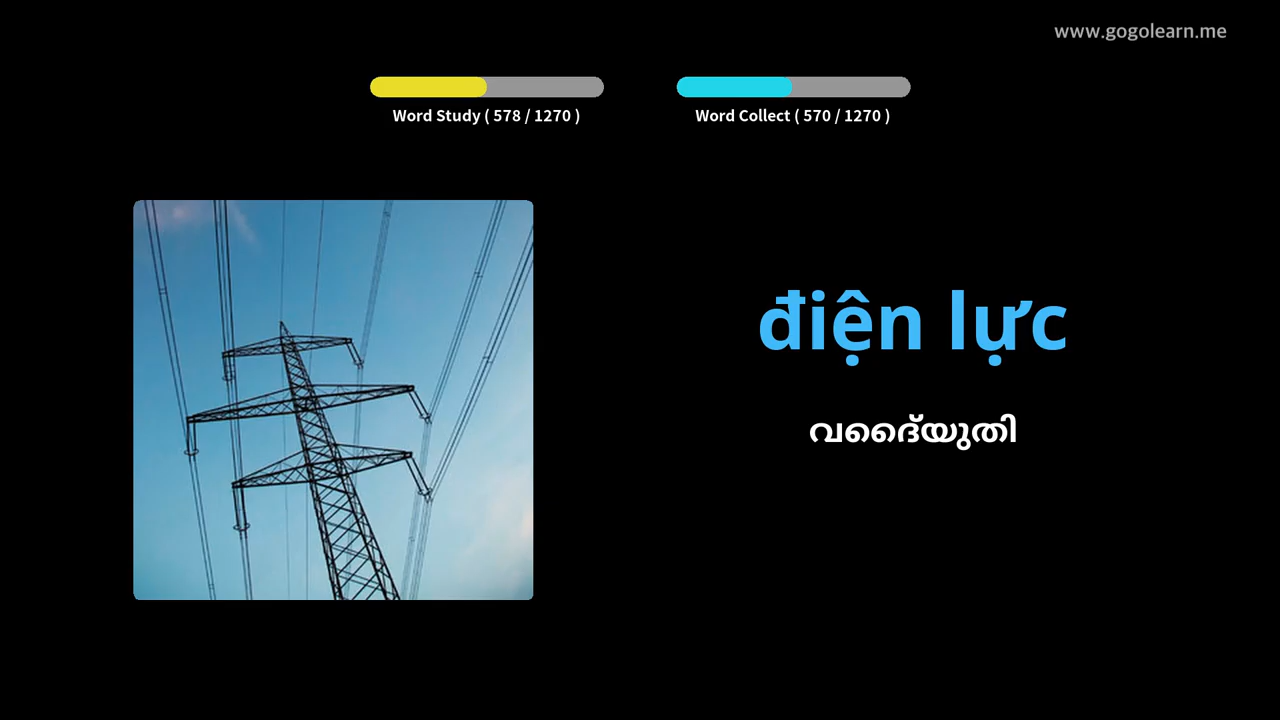 www.gogolearn.me
Word Study ( 578 / 1270 )
Word Collect ( 570 / 1270 )
điện lực
വൈദ്യുതി